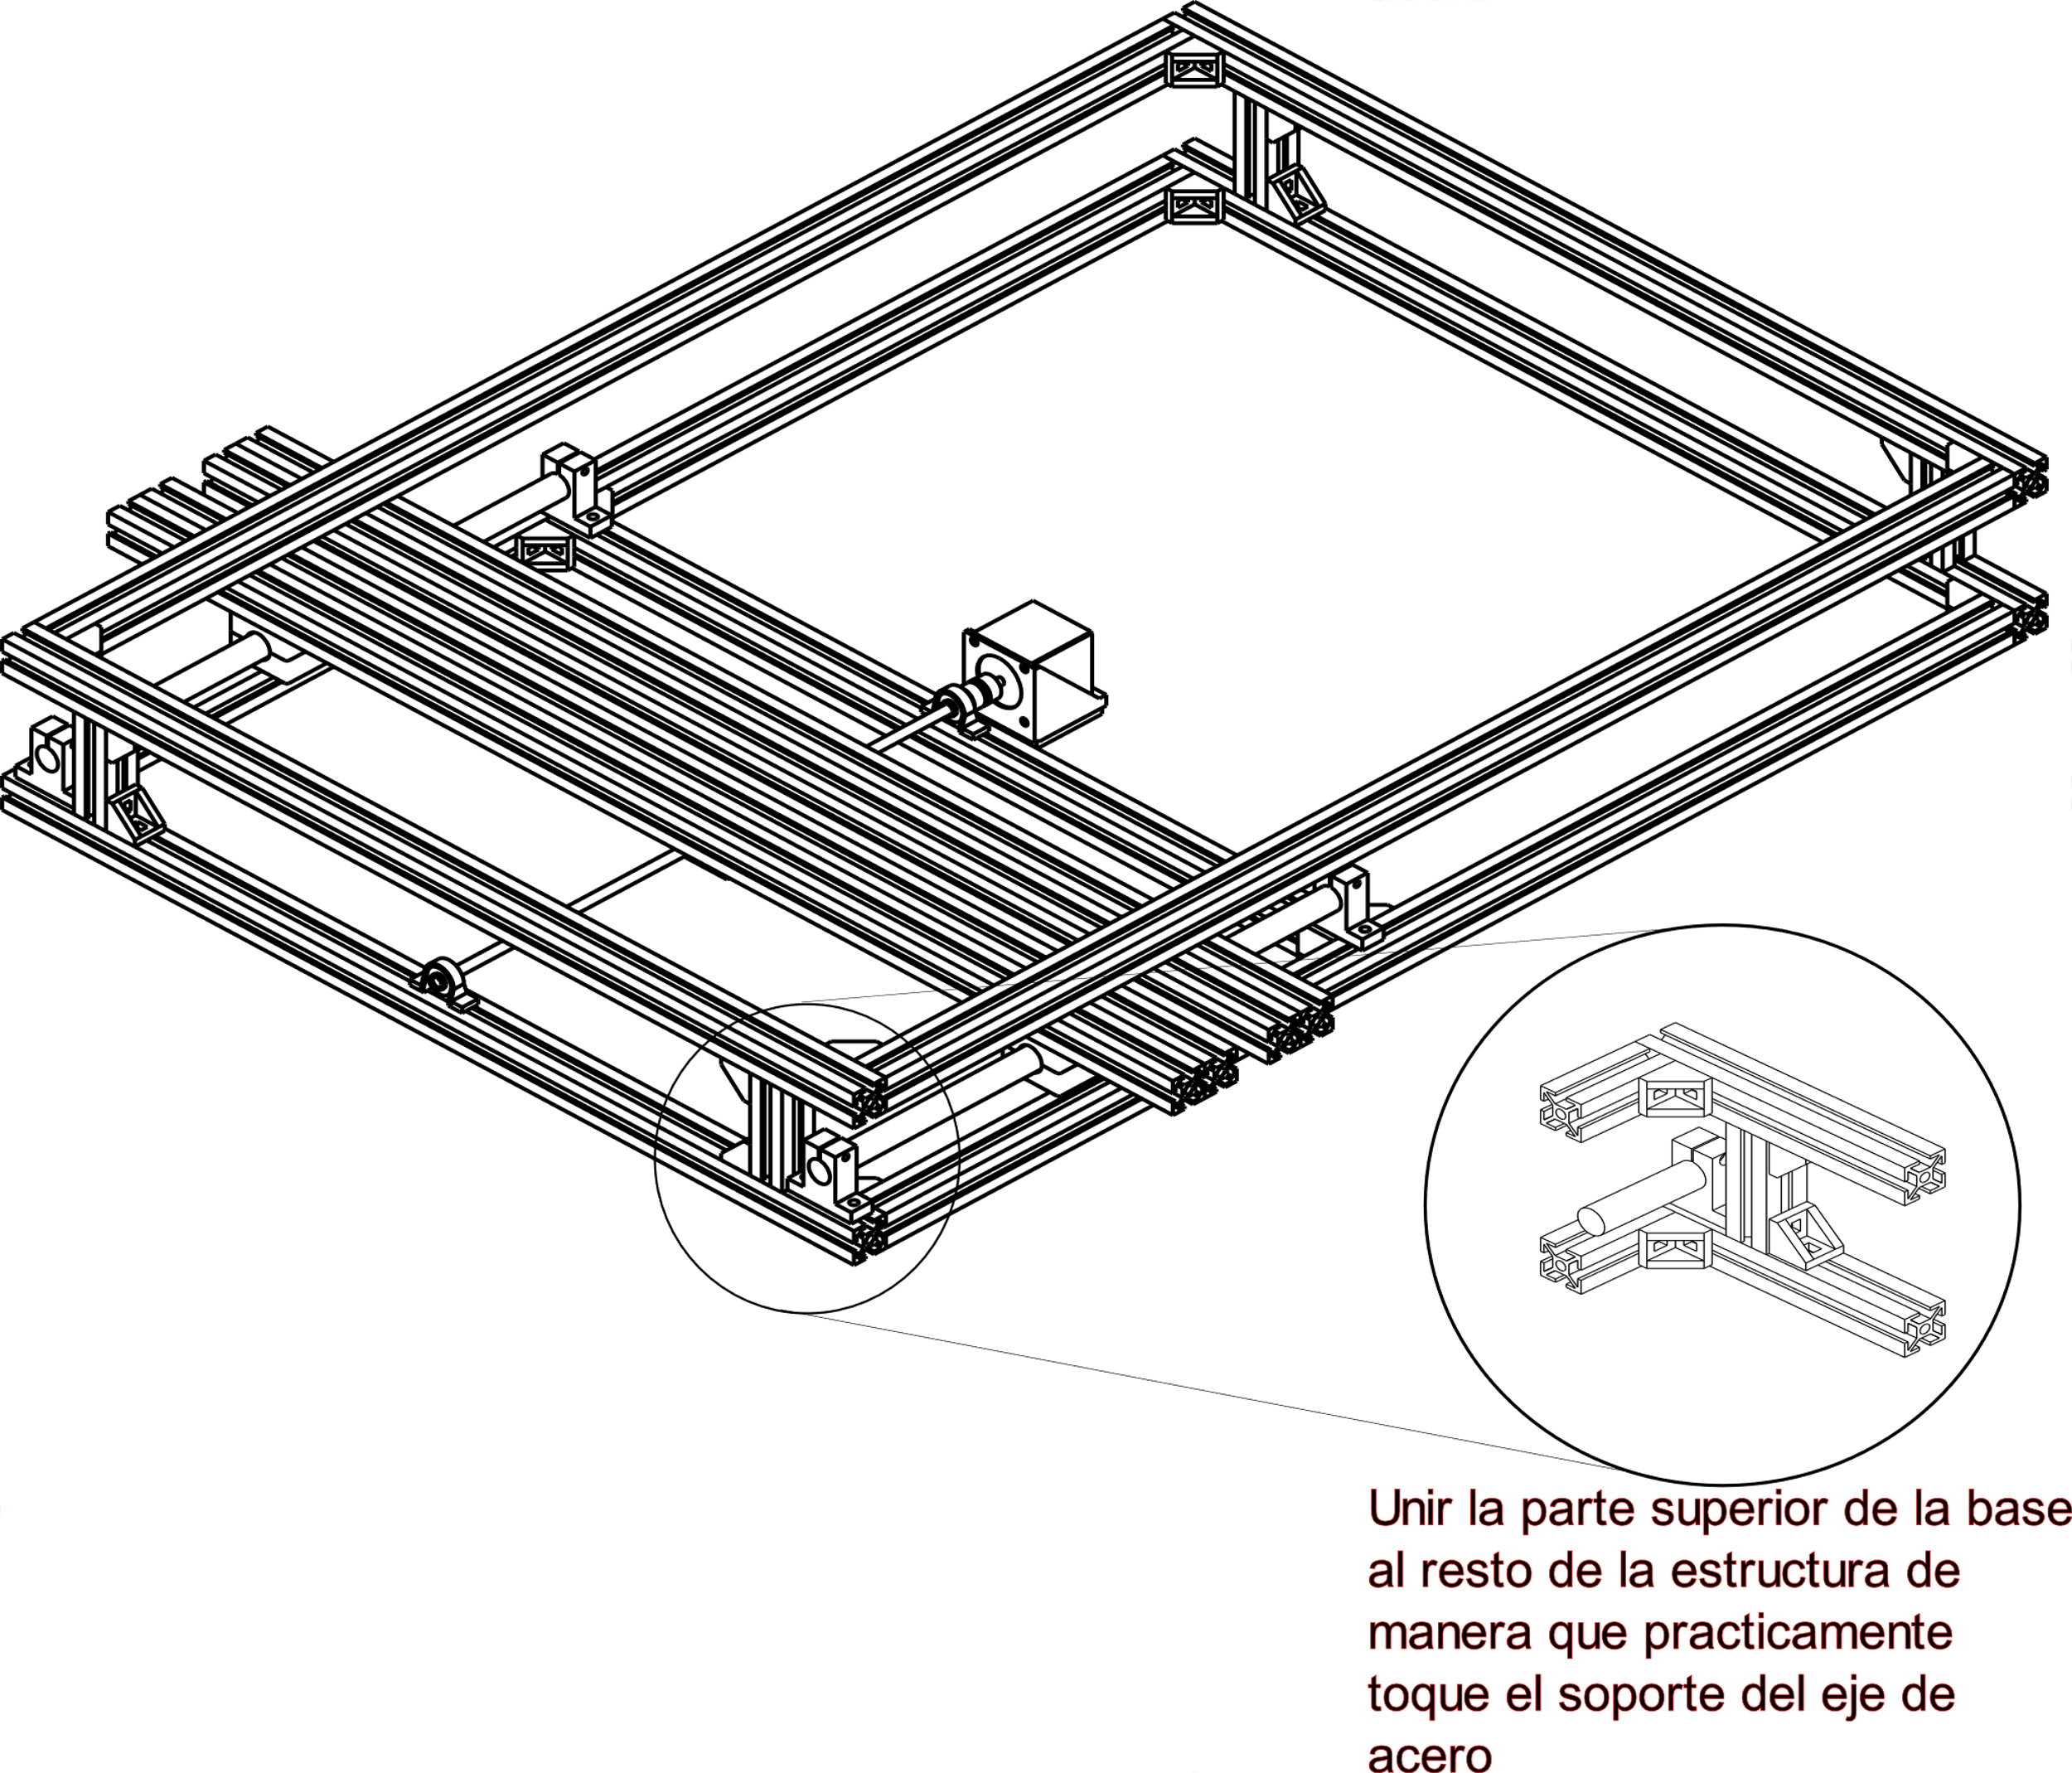 Unir la parte superior de la base
al resto de la estructura de
manera que practicamente
toque el soporte del eje de
acero